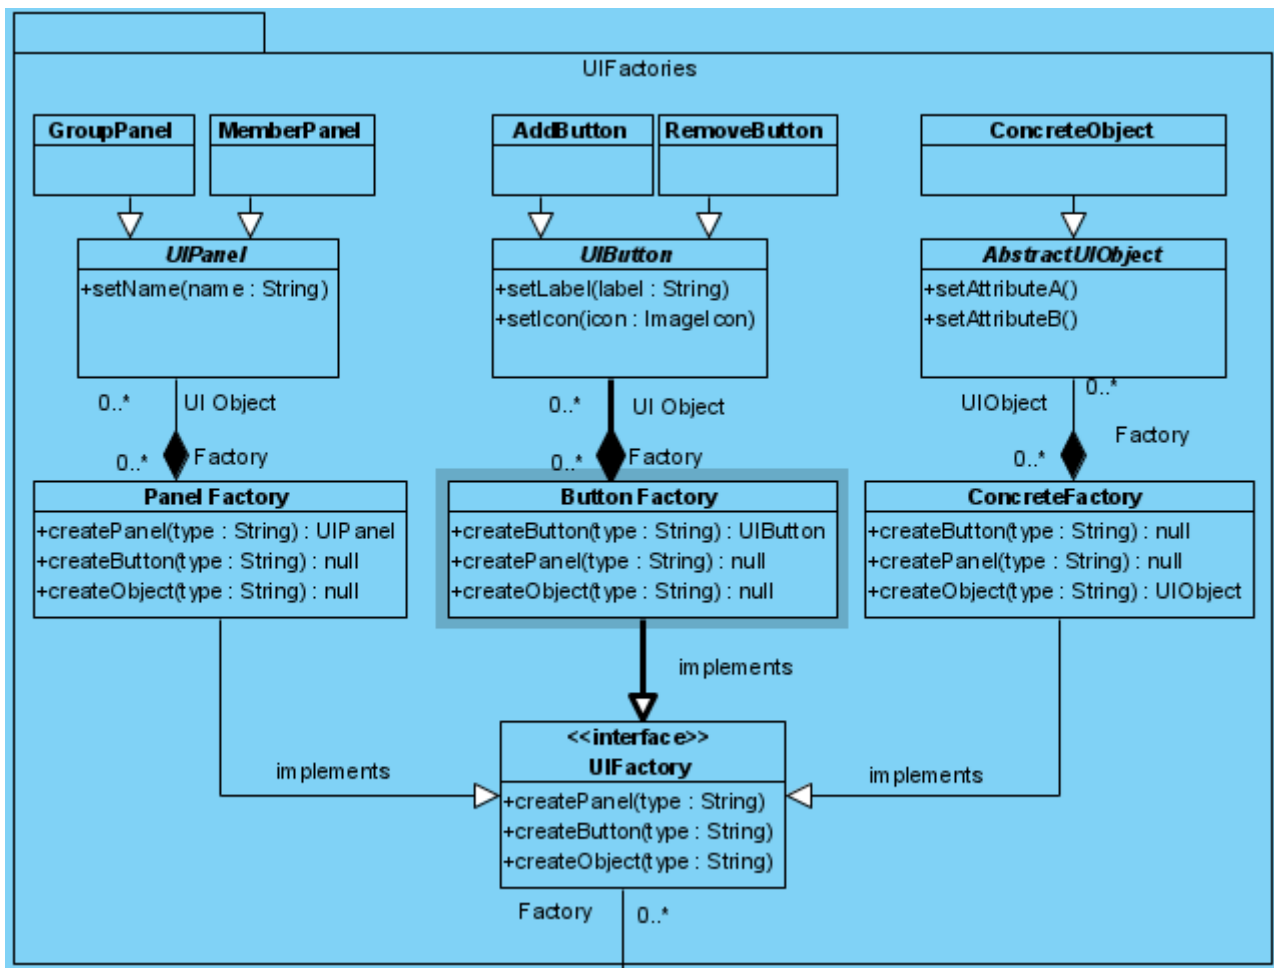 UIFactories
GroupPanel
MemberPanel
AddButton
RemoveButton
ConcreteObject
UIPanel
+setName(name : String)
UIButton
+setLabel(label : String)
+setIcon(icon : ImageIcon)
AbstractUIObject
+setAttributeA()
+setAttributeB()
0..*
UI Object
0..*
Factory
0..*
UI Object
0..*
Factory
0..*
UIObject
Factory
0..*
Panel Factory
+createPanel(type : String) : UIPanel
+createButton(type : String) : null
+createObject(type : String) : null
Button Factory
+createButton(type : String) : UIButton
+createPanel(type : String) : null
+createObject(type : String) : null
ConcreteFactory
+createButton(type : String) : null
+createPanel(type : String) : null
+createObject(type : String) : UIObject
implements
implements
implements
<<interface>>
UIFactory
+createPanel(type : String)
+createButton(type : String)
+createObject(type : String)
Factory
0..*